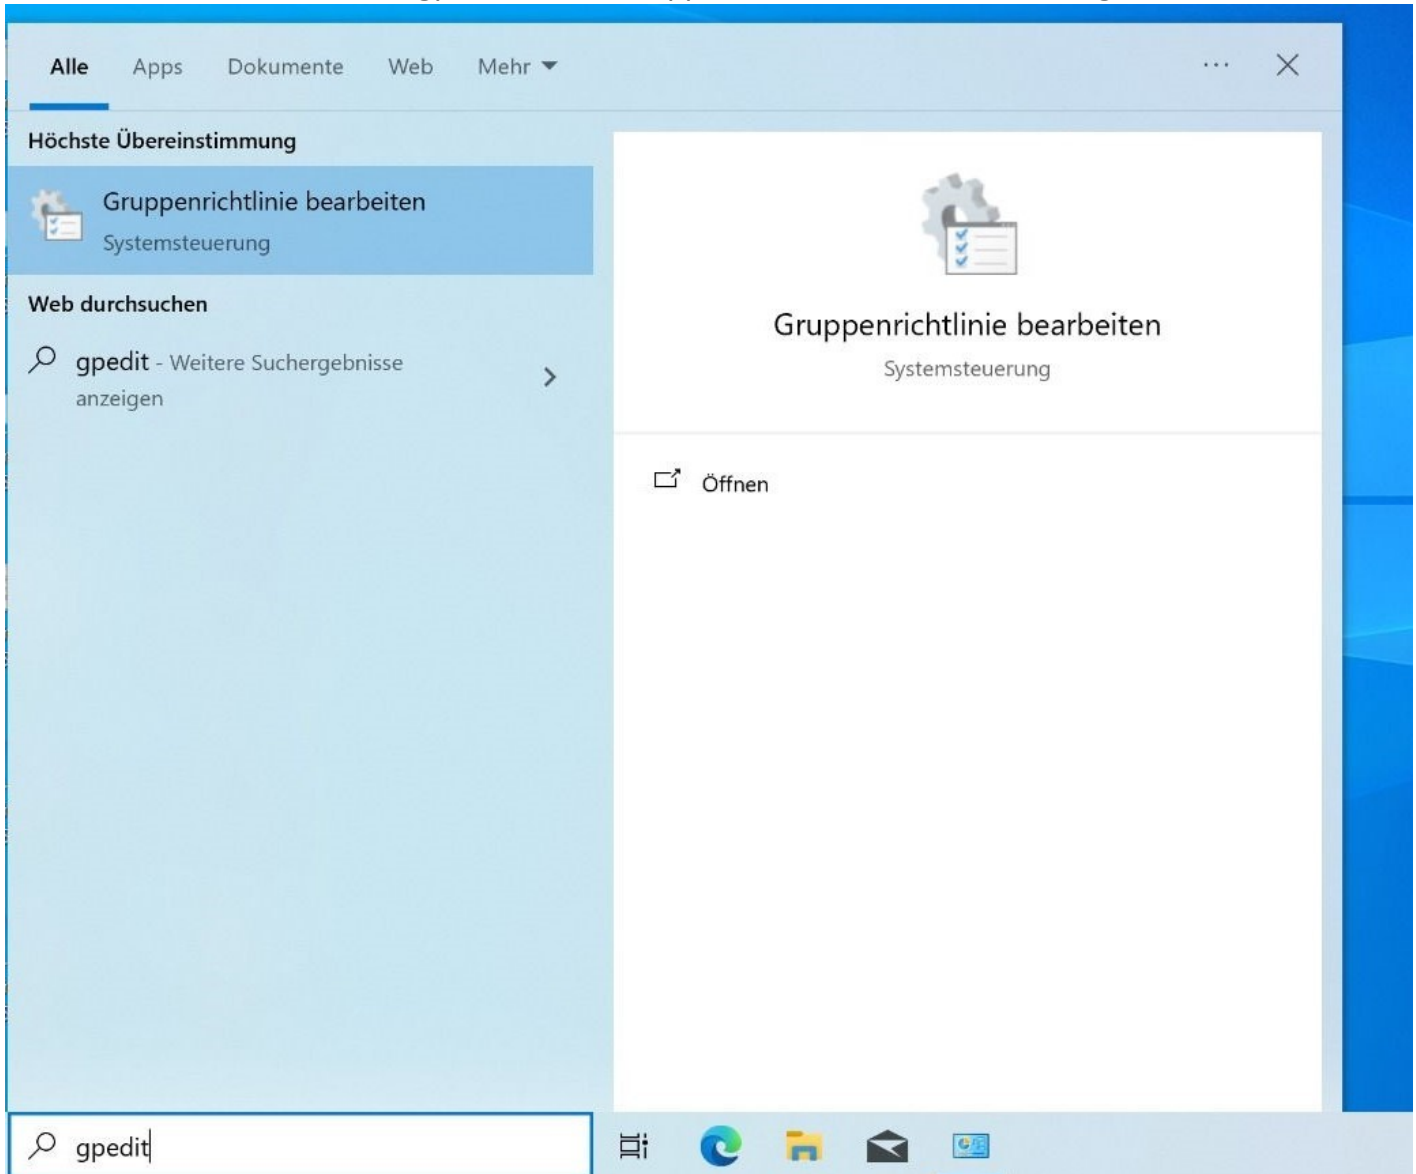 Alle Apps Dokumente Web Mehr
Höchste Übereinstimmung
Gruppenrichtlinie bearbeiten
Systemsteuerung
Web durchsuchen
gpedit - Weitere Suchergebnisse
anzeigen
Gruppenrichtlinie bearbeiten
Systemsteuerung
Öffnen
gpedit